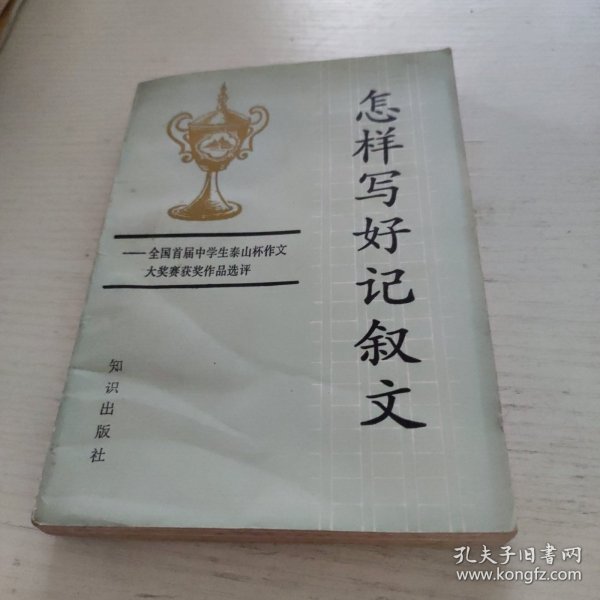 怎样写好记叙文
——全国首届中学生泰山杯作文
大奖赛获奖作品选评
知识出版社
孔夫子旧书网
www.kongfz.com